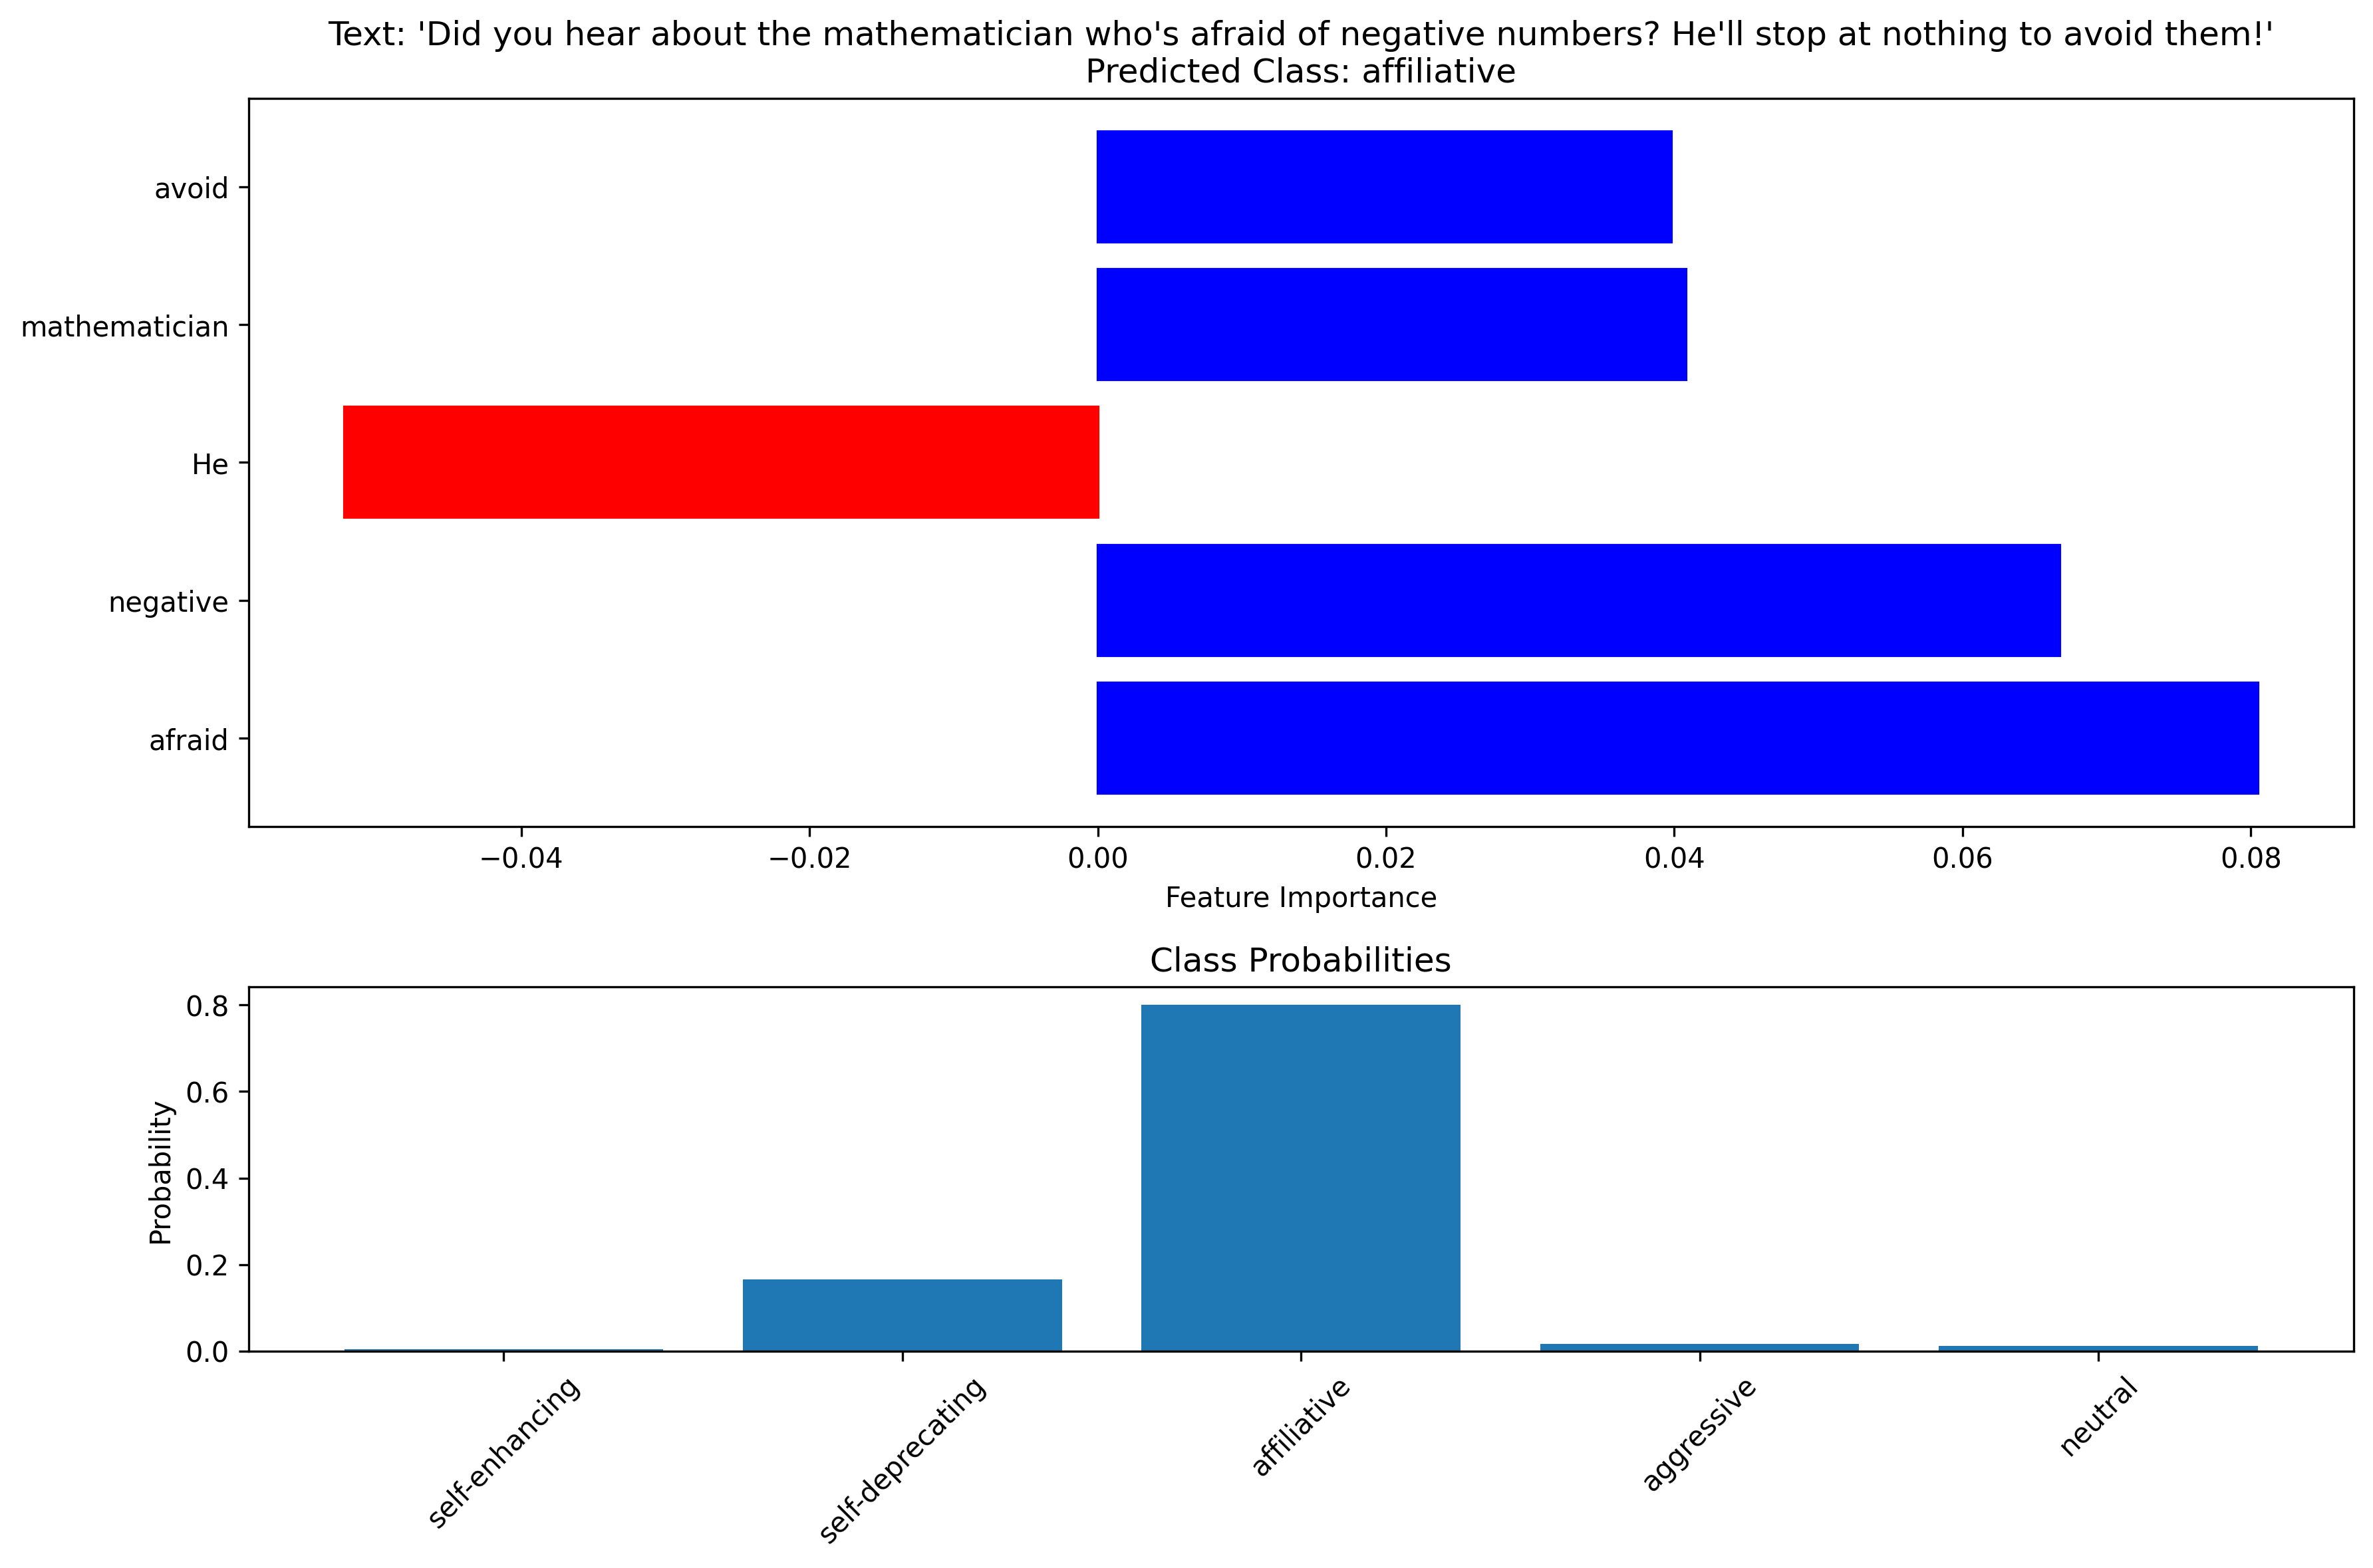 Text: 'Did you hear about the mathematician who's afraid of negative numbers? He'll stop at nothing to avoid them!'
Predicted Class: affiliative
avoid
mathematician
He
negative
afraid
−0.04 −0.02 0.00 0.02 0.04 0.06 0.08
Feature Importance
Class Probabilities
Probability
0.8
0.6
0.4
0.2
0.0
self-enhancing self-deprecating affiliative aggressive neutral